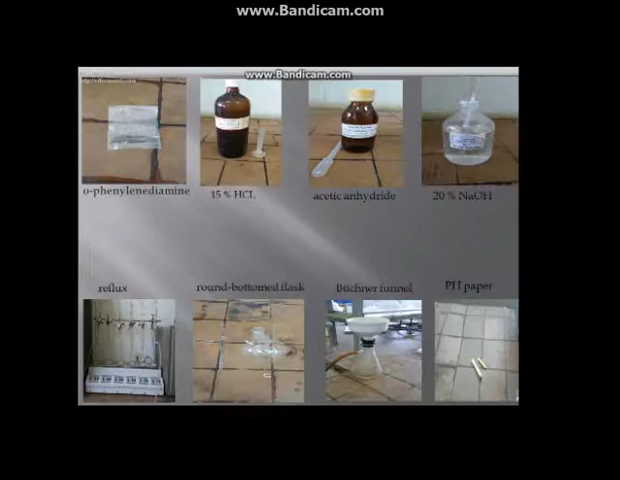 www.Bandicam.com
www.Bandicam.com
o-phenylenediamine
15 % HCL
acetic anhydride
20 % NaOH
reflux
round-bottomed flask
Buchner funnel
PH paper